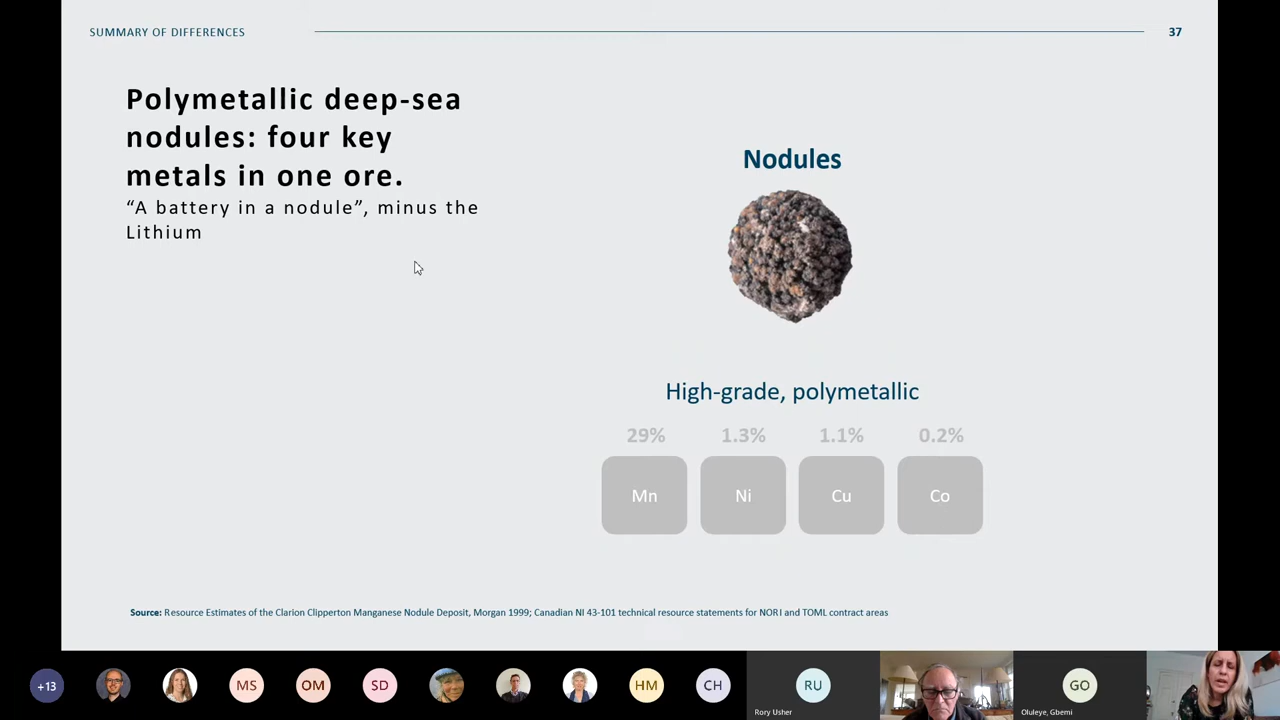 SUMMARY OF DIFFERENCES
37
Polymetallic deep-sea
nodules: four key
metals in one ore.
“A battery in a nodule”, minus the
Lithium
Nodules
High-grade, polymetallic
29% 1.3% 1.1% 0.2%
Mn Ni Cu Co
Source: Resource Estimates of the Clarion Clipperton Manganese Nodule Deposit, Morgan 1999; Canadian NI 43-101 technical resource statements for NORI and TOML contract areas
+13 MS OM SD HM CH RU GO
Rory Usher
Oluleye, Gbemi